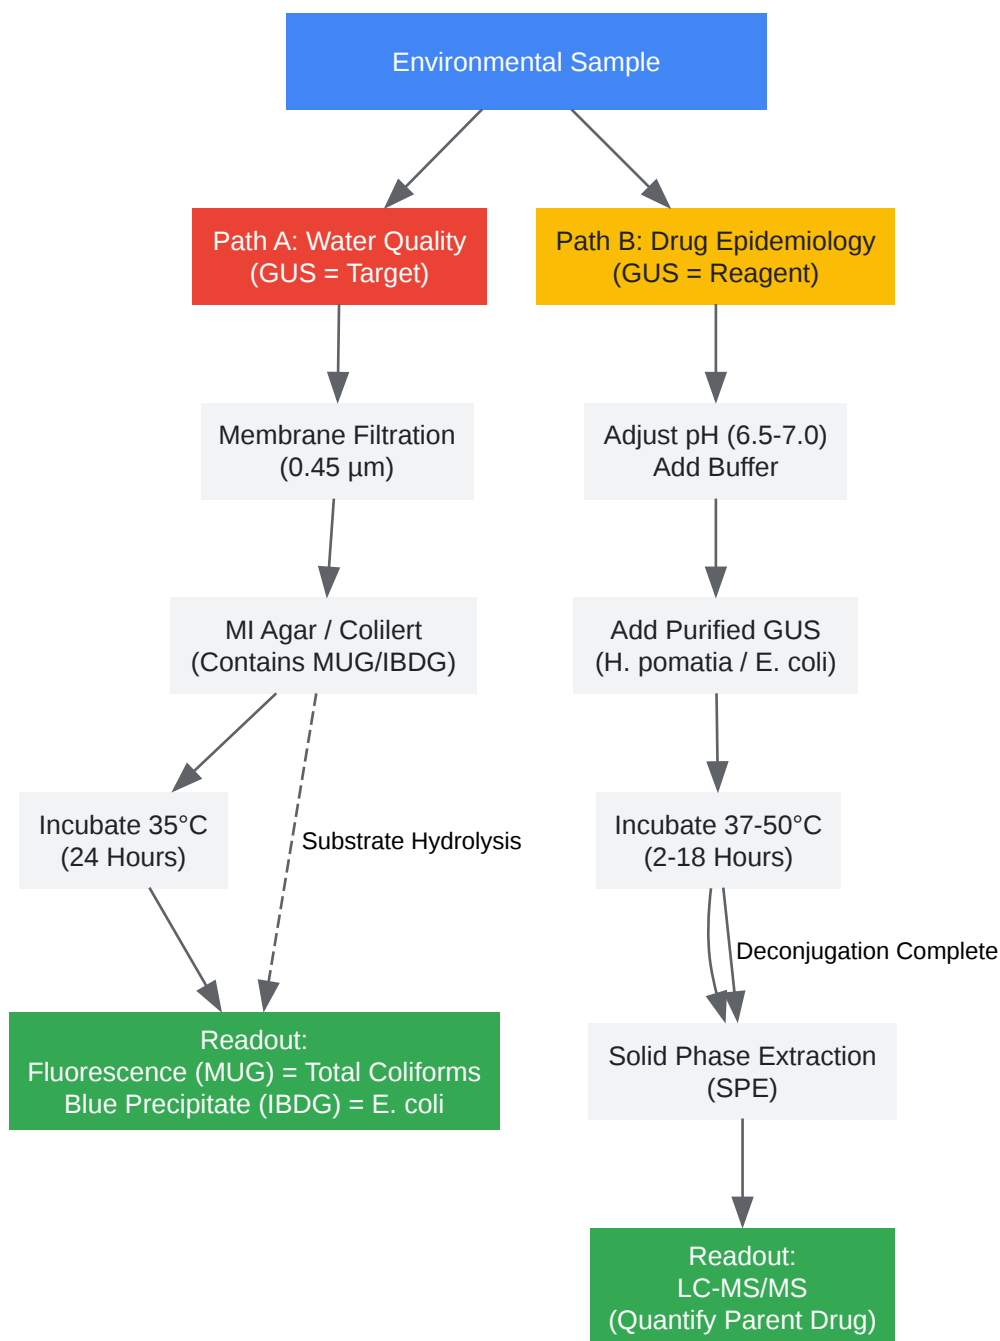 Environmental Sample
Path A: Water Quality
(GUS = Target)
Path B: Drug Epidemiology
(GUS = Reagent)
Membrane Filtration
(0.45 µm)
Adjust pH (6.5-7.0)
Add Buffer
MI Agar / Colilert
(Contains MUG/IBDG)
Add Purified GUS
(H. pomatia / E. coli)
Incubate 35°C
(24 Hours)
Substrate Hydrolysis
Incubate 37-50°C
(2-18 Hours)
Deconjugation Complete
Readout:
Fluorescence (MUG) = Total Coliforms
Blue Precipitate (IBDG) = E. coli
Solid Phase Extraction
(SPE)
Readout:
LC-MS/MS
(Quantify Parent Drug)